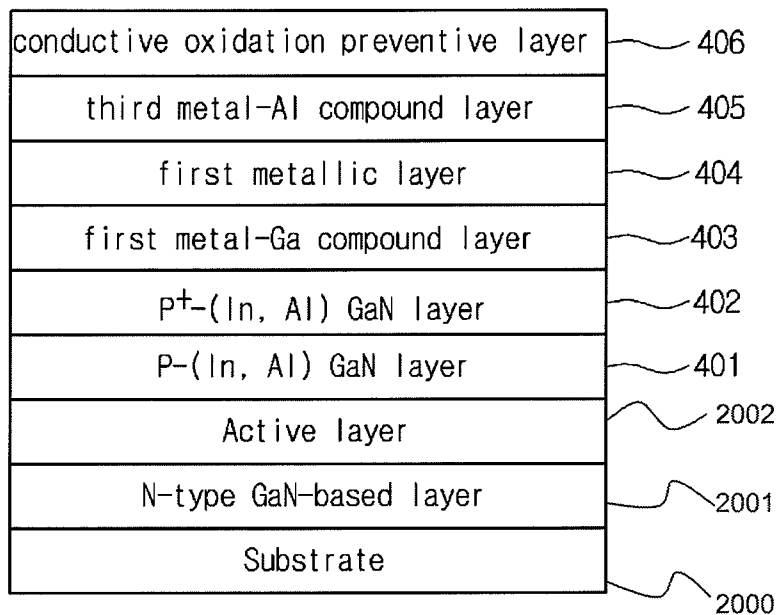 conductive oxidation preventive layer 406
third metal-Al compound layer 405
first metallic layer 404
first metal-Ga compound layer 403
P+-(In, Al) GaN layer 402
P-(In, Al) GaN layer 401
Active layer 2002
N-type GaN-based layer 2001
Substrate 2000